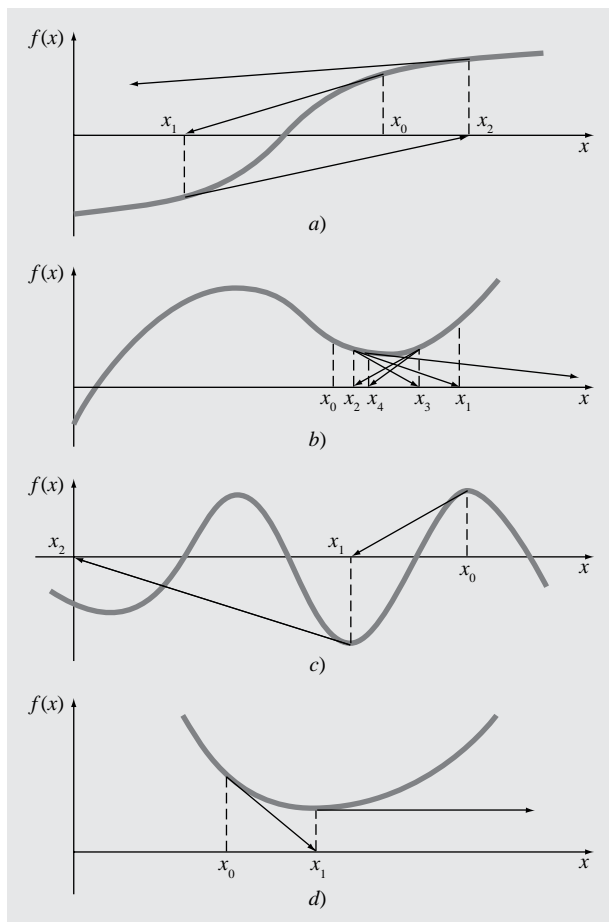 f(x)
x₁ x₀ x₂
x
a)
f(x)
x
x₀ x₂ x₄ x₃ x₁
b)
f(x)
x₂ x₁
x₀ x
c)
f(x)
x₀ x₁ x
d)